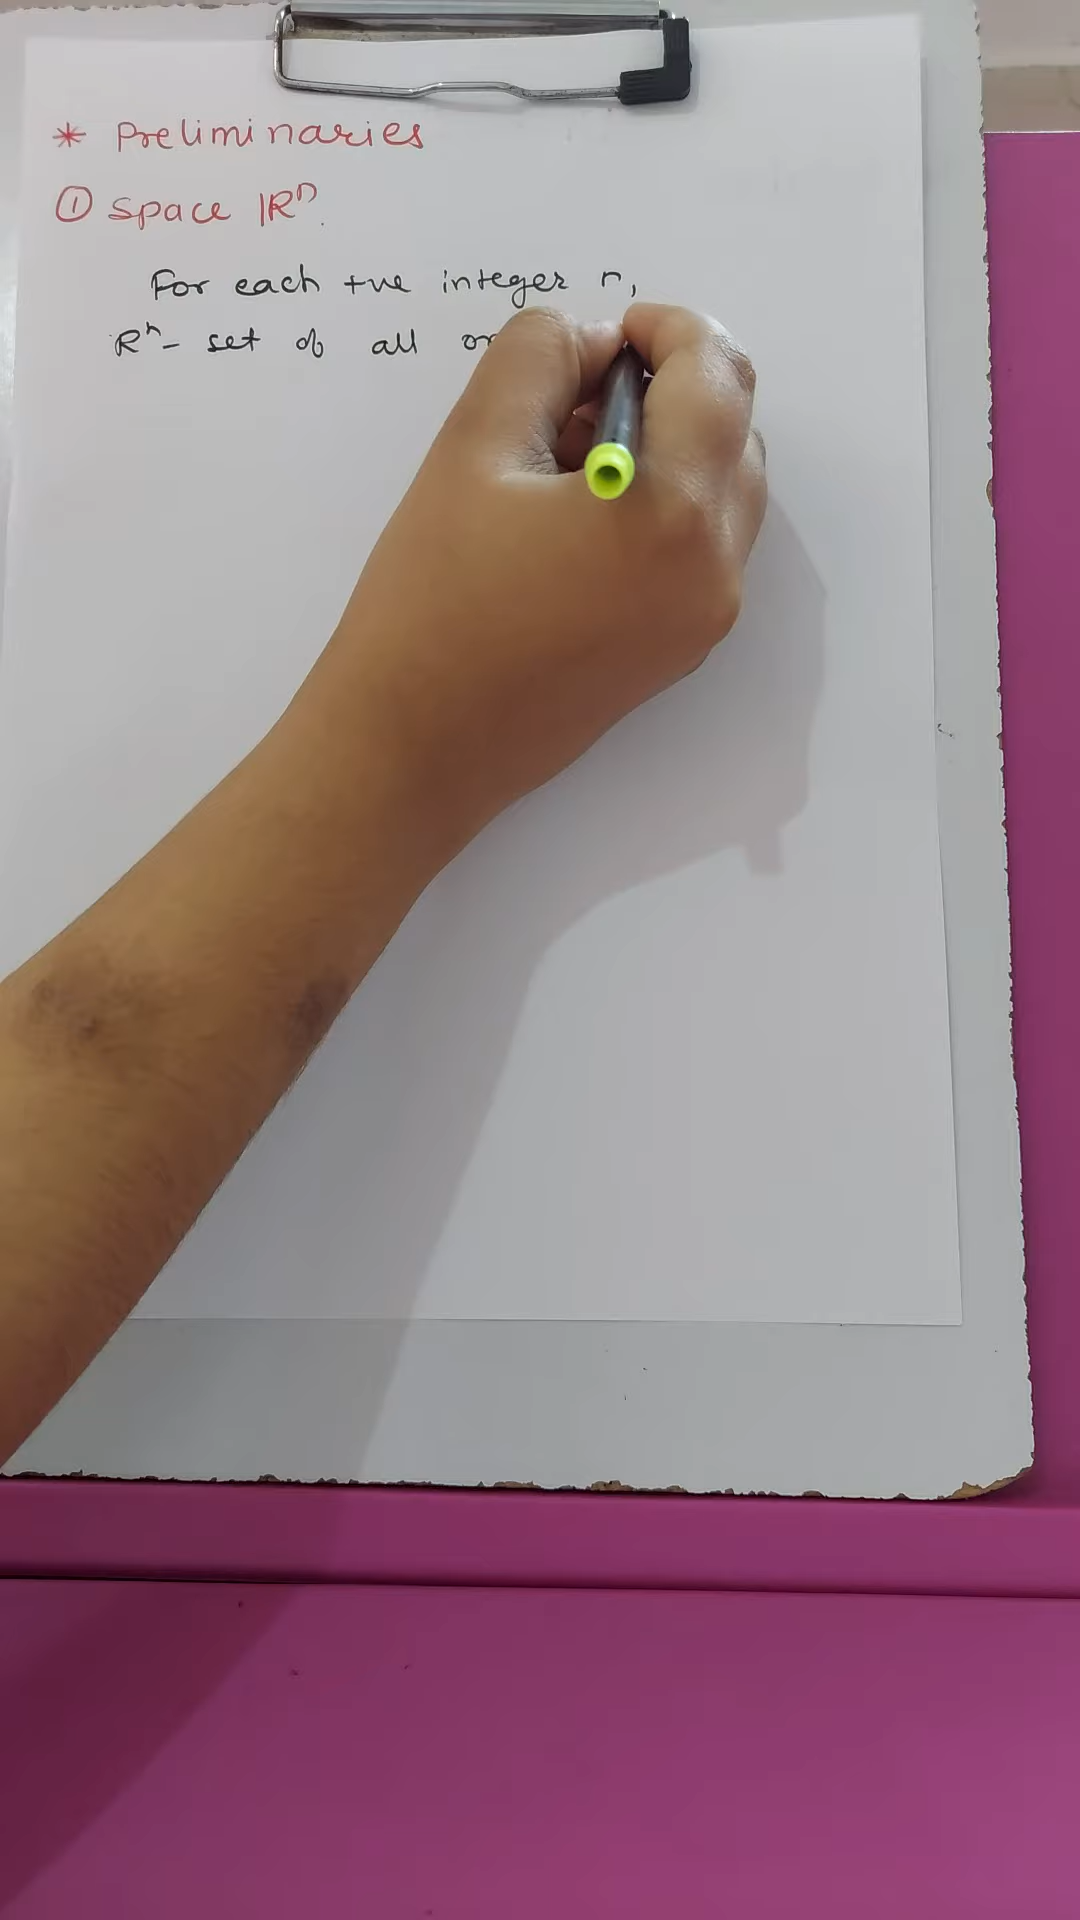 * Preliminaries
① Space ℝⁿ.
For each +ve integer n,
Rⁿ- set of all